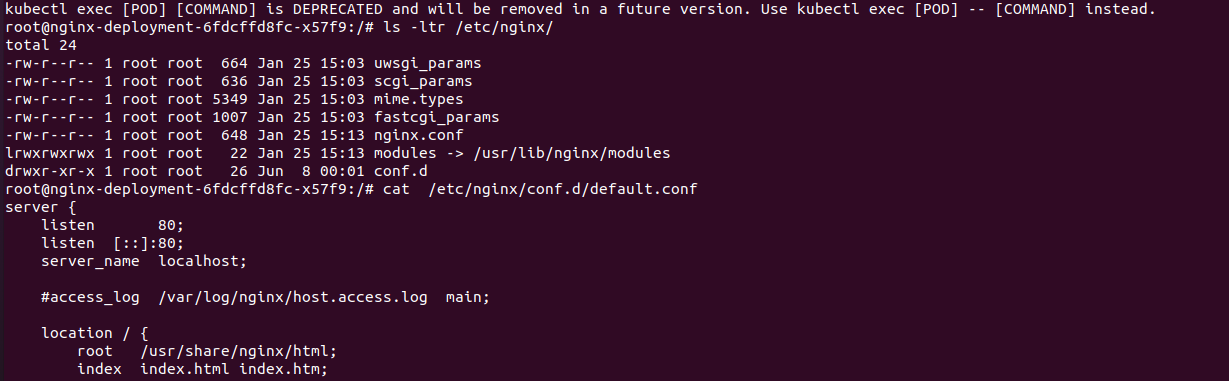 kubectl exec [POD] [COMMAND] is DEPRECATED and will be removed in a future version. Use kubectl exec [POD] -- [COMMAND] instead.
root@nginx-deployment-6fdcffd8fc-x57f9:/# ls -ltr /etc/nginx/
total 24
-rw-r--r-- 1 root root  664 Jan 25 15:03 uwsgi_params
-rw-r--r-- 1 root root  636 Jan 25 15:03 scgi_params
-rw-r--r-- 1 root root 5349 Jan 25 15:03 mime.types
-rw-r--r-- 1 root root 1007 Jan 25 15:03 fastcgi_params
-rw-r--r-- 1 root root  648 Jan 25 15:13 nginx.conf
lrwxrwxrwx 1 root root   22 Jan 25 15:13 modules -> /usr/lib/nginx/modules
drwxr-xr-x 1 root root   26 Jun  8 00:01 conf.d
root@nginx-deployment-6fdcffd8fc-x57f9:/# cat  /etc/nginx/conf.d/default.conf
server {
    listen       80;
    listen  [::]:80;
    server_name  localhost;

    #access_log  /var/log/nginx/host.access.log  main;

    location / {
        root   /usr/share/nginx/html;
        index  index.html index.htm;